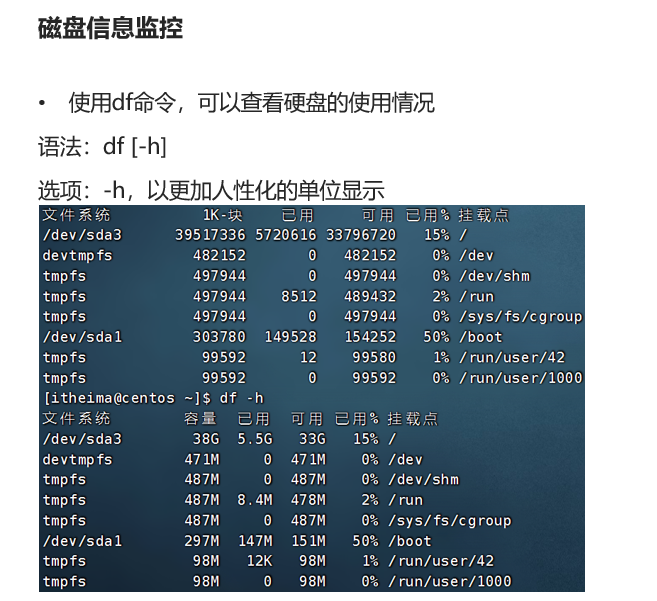 磁盘信息监控
• 使用df命令，可以查看硬盘的使用情况
语法：df [-h]
选项：-h，以更加人性化的单位显示
文件系统 1K-块 已用 可用 已用% 挂载点
/dev/sda3 39517336 5720616 33796720 15% /
devtmpfs 482152 0 482152 0% /dev
tmpfs 497944 0 497944 0% /dev/shm
tmpfs 497944 8512 489432 2% /run
tmpfs 497944 0 497944 0% /sys/fs/cgroup
/dev/sda1 303780 149528 154252 50% /boot
tmpfs 99592 12 99580 1% /run/user/42
tmpfs 99592 0 99592 0% /run/user/1000
[itheima@centos ~]$ df -h
文件系统 容量 已用 可用 已用% 挂载点
/dev/sda3 38G 5.5G 33G 15% /
devtmpfs 471M 0 471M 0% /dev
tmpfs 487M 0 487M 0% /dev/shm
tmpfs 487M 8.4M 478M 2% /run
tmpfs 487M 0 487M 0% /sys/fs/cgroup
/dev/sda1 297M 147M 151M 50% /boot
tmpfs 98M 12K 98M 1% /run/user/42
tmpfs 98M 0 98M 0% /run/user/1000